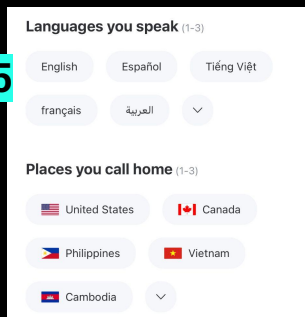 Languages you speak (1-3)
English Español Tiếng Việt
5
français العربية
Places you call home (1-3)
United States Canada
Philippines Vietnam
Cambodia